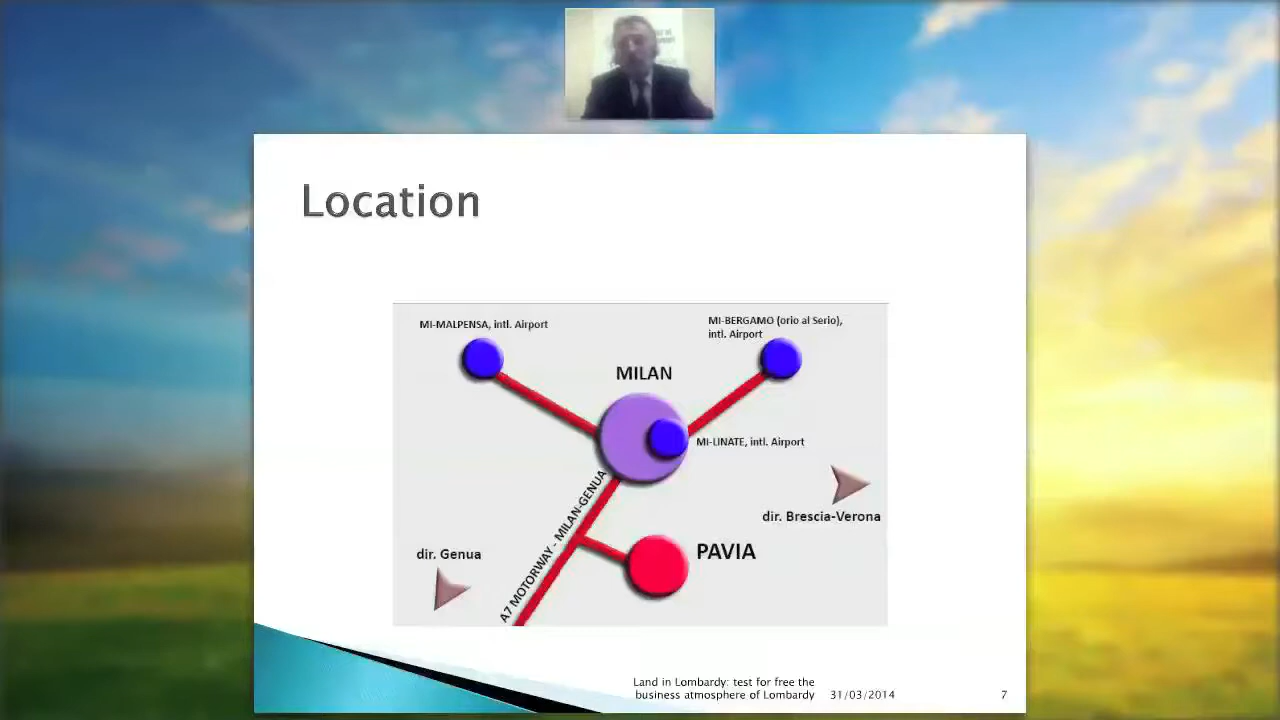 Location
MI-MALPENSA, intl. Airport
MI-BERGAMO (orio al Serio),
intl. Airport
MILAN
MI-LINATE, intl. Airport
A7 MOTORWAY - MILAN-GENUA
dir. Brescia-Verona
dir. Genua
PAVIA
Land in Lombardy: test for free the
business atmosphere of Lombardy
31/03/2014
7